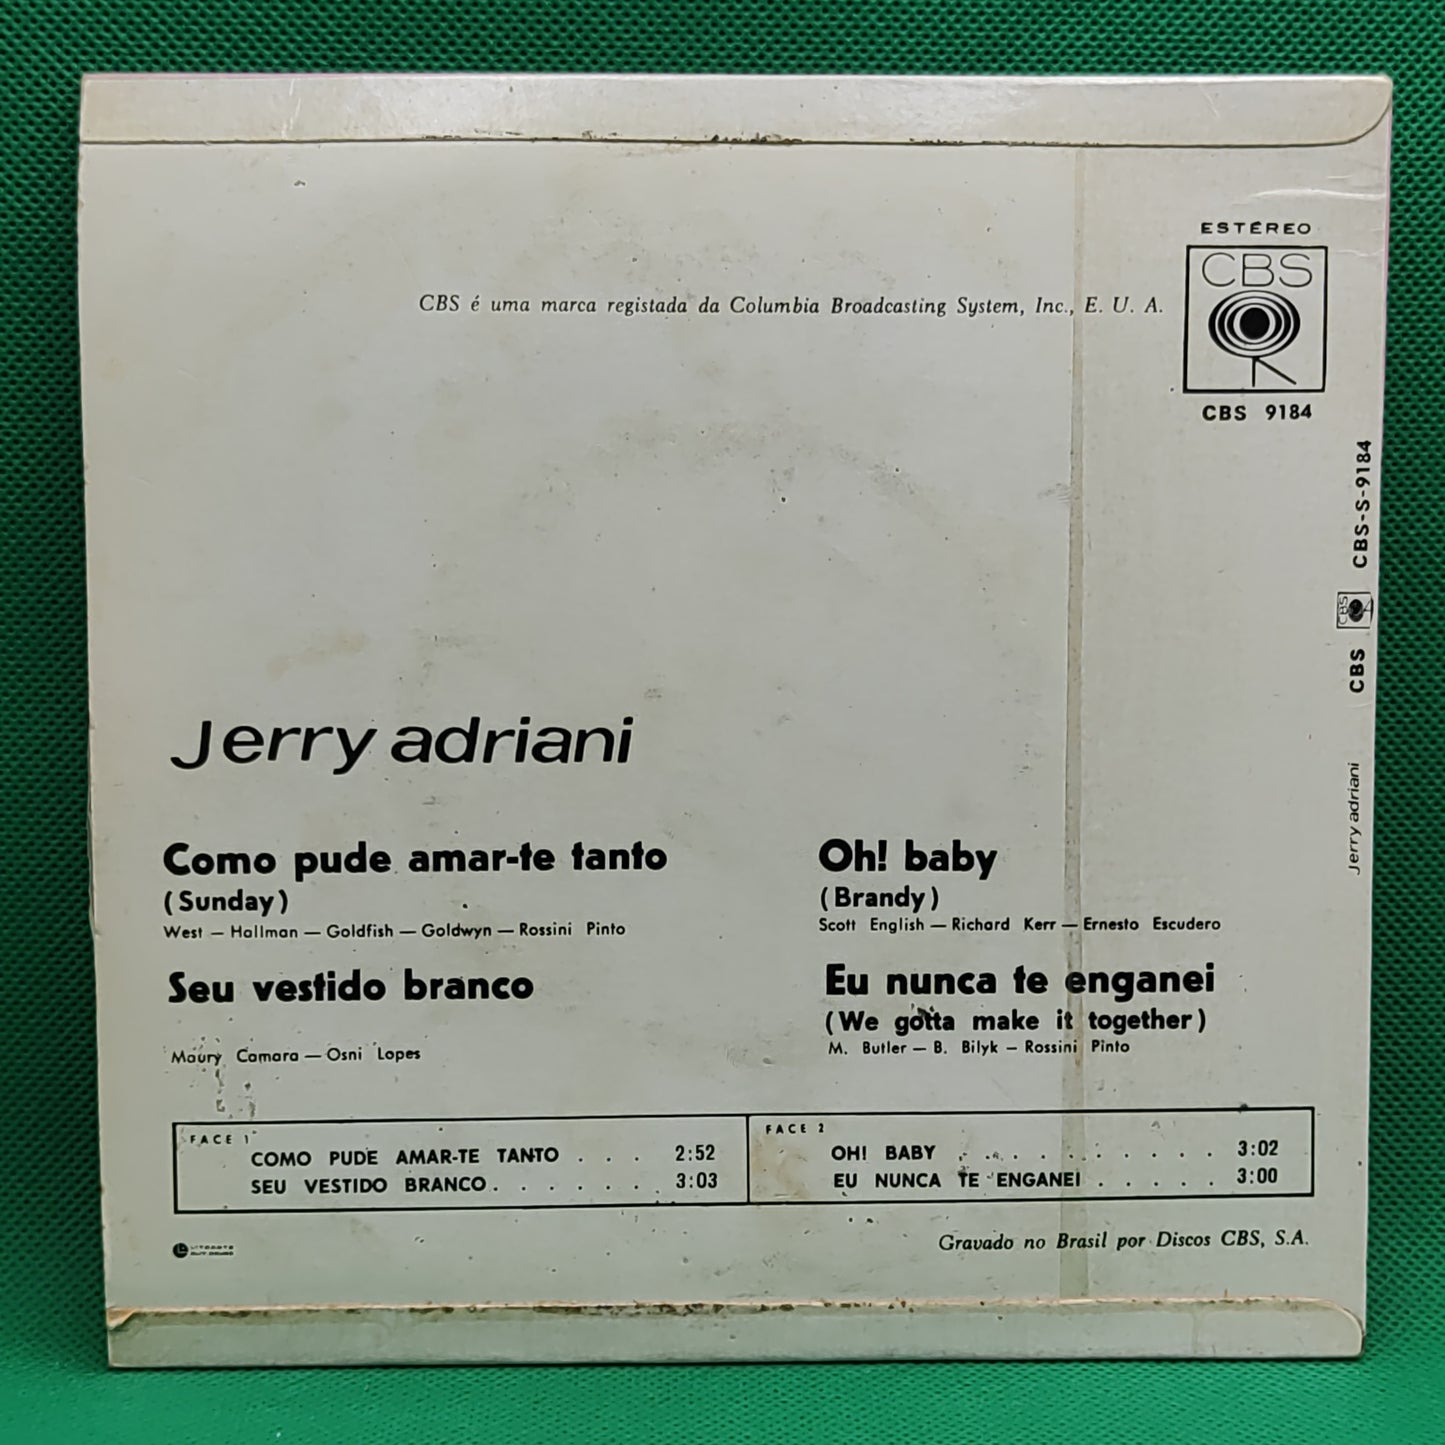 ESTÉREO
CBS
CBS é uma marca registada da Columbia Broadcasting System, Inc., E. U. A.
CBS 9184
CBS-S-9184
CBS
CBS
Jerry adriani
Jerry adriani
Como pude amar-te tanto
(Sunday)
West — Hallman — Goldfish — Goldwyn — Rossini Pinto
Seu vestido branco
Maury Camara — Osni Lopes
Oh! baby
(Brandy)
Scott English — Richard Kerr — Ernesto Escudero
Eu nunca te enganei
(We gotta make it together)
M. Butler — B. Bilyk — Rossini Pinto
FACE 1
COMO PUDE AMAR-TE TANTO . . . 2:52
SEU VESTIDO BRANCO . . . . . . . 3:03
FACE 2
OH! BABY . . . . . . . . . . 3:02
EU NUNCA TE ENGANEI . . . . . 3:00
Gravado no Brasil por Discos CBS, S.A.